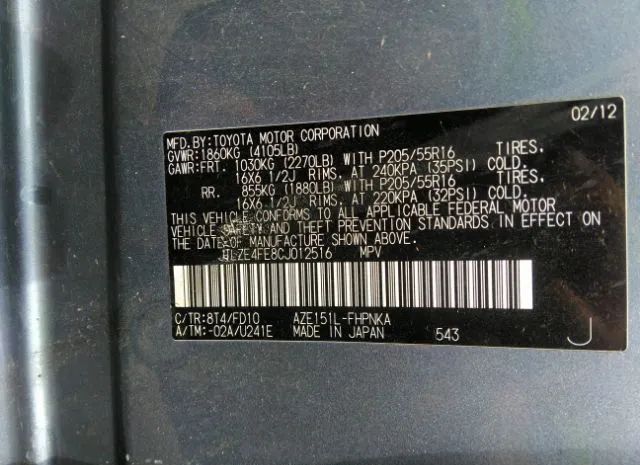 02/12
MFD.BY:TOYOTA MOTOR CORPORATION
GVWR:1860KG (4105LB)
GAWR:FRT. 1030KG (2270LB) WITH P205/55R16 TIRES.
16X6 1/2J RIMS. AT 240KPA (35PSI) COLD.
RR. 855KG (1880LB) WITH P205/55R16 TIRES.
16X6 1/2J RIMS. AT 220KPA (32PSI) COLD.
THIS VEHICLE CONFORMS TO ALL APPLICABLE FEDERAL MOTOR
VEHICLE SAFETY AND THEFT PREVENTION STANDARDS IN EFFECT ON
THE DATE OF MANUFACTURE SHOWN ABOVE.
JTLZE4FE8CJ012516 MPV
C/TR:8T4/FD10 AZE151L-FHPNKA
A/TM:-02A/U241E MADE IN JAPAN 543 J